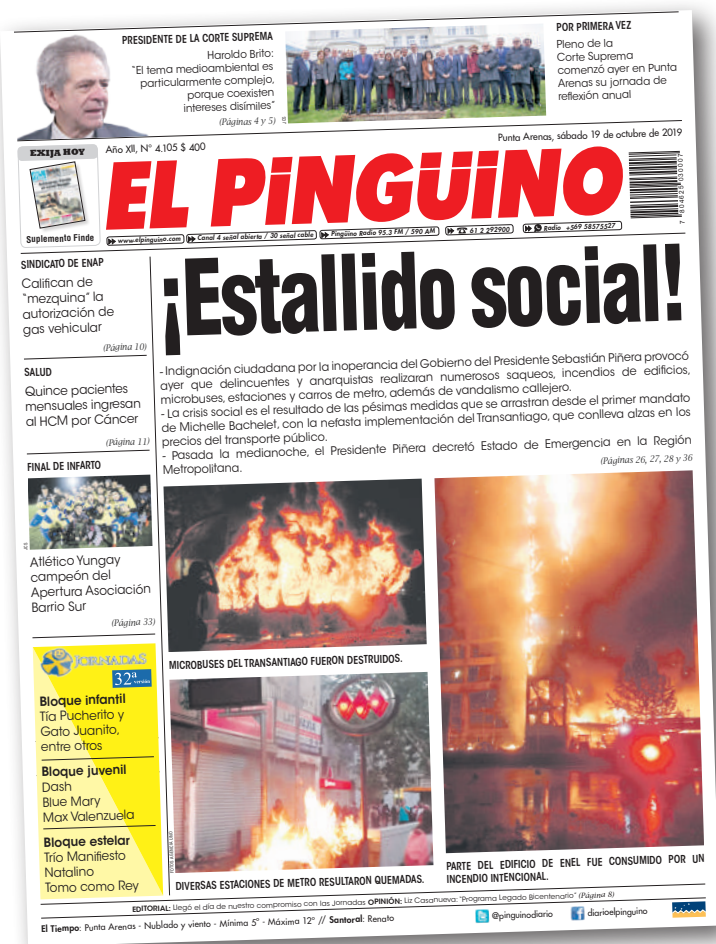 PRESIDENTE DE LA CORTE SUPREMA
Haroldo Brito:
"El tema medioambiental es
particularmente complejo,
porque coexisten
intereses disímiles"
(Páginas 4 y 5)
POR PRIMERA VEZ
Pleno de la
Corte Suprema
comenzó ayer en Punta
Arenas su jornada de
reflexión anual
EXIJA HOY
Suplemento Finde
Año XII, N° 4.105 $ 400
Punta Arenas, sábado 19 de octubre de 2019
EL PiNGÜiNO
7 804625 030007
www.elpinguino.com
Canal 4 señal abierta / 30 señal cable
Pingüino Radio 95.3 FM / 590 AM
61 2 292900
Radio +569 58575527
SINDICATO DE ENAP
Califican de
"mezquina" la
autorización de
gas vehicular
(Página 10)
SALUD
Quince pacientes
mensuales ingresan
al HCM por Cáncer
(Página 11)
FINAL DE INFARTO
JCS
Atlético Yungay
campeón del
Apertura Asociación
Barrio Sur
(Página 33)
JORNADAS
32ª
versión
Bloque infantil
Tía Pucherito y
Gato Juanito,
entre otros
Bloque juvenil
Dash
Blue Mary
Max Valenzuela
Bloque estelar
Trío Manifiesto
Natalino
Tomo como Rey
¡Estallido social!
- Indignación ciudadana por la inoperancia del Gobierno del Presidente Sebastián Piñera provocó
ayer que delincuentes y anarquistas realizaran numerosos saqueos, incendios de edificios,
microbuses, estaciones y carros de metro, además de vandalismo callejero.
- La crisis social es el resultado de las pésimas medidas que se arrastran desde el primer mandato
de Michelle Bachelet, con la nefasta implementación del Transantiago, que conlleva alzas en los
precios del transporte público.
- Pasada la medianoche, el Presidente Piñera decretó Estado de Emergencia en la Región
Metropolitana.
(Páginas 26, 27, 28 y 36
MICROBUSES DEL TRANSANTIAGO FUERON DESTRUIDOS.
FOTOS AGENCIA UNO
DIVERSAS ESTACIONES DE METRO RESULTARON QUEMADAS.
PARTE DEL EDIFICIO DE ENEL FUE CONSUMIDO POR UN
INCENDIO INTENCIONAL.
EDITORIAL: Llegó el día de nuestro compromiso con las Jornadas OPINIÓN: Liz Casanueva: "Programa Legado Bicentenario" (Página 8)
El Tiempo: Punta Arenas - Nublado y viento - Mínima 5° - Máxima 12° // Santoral: Renato
@pinguinodiario
diarioelpinguino